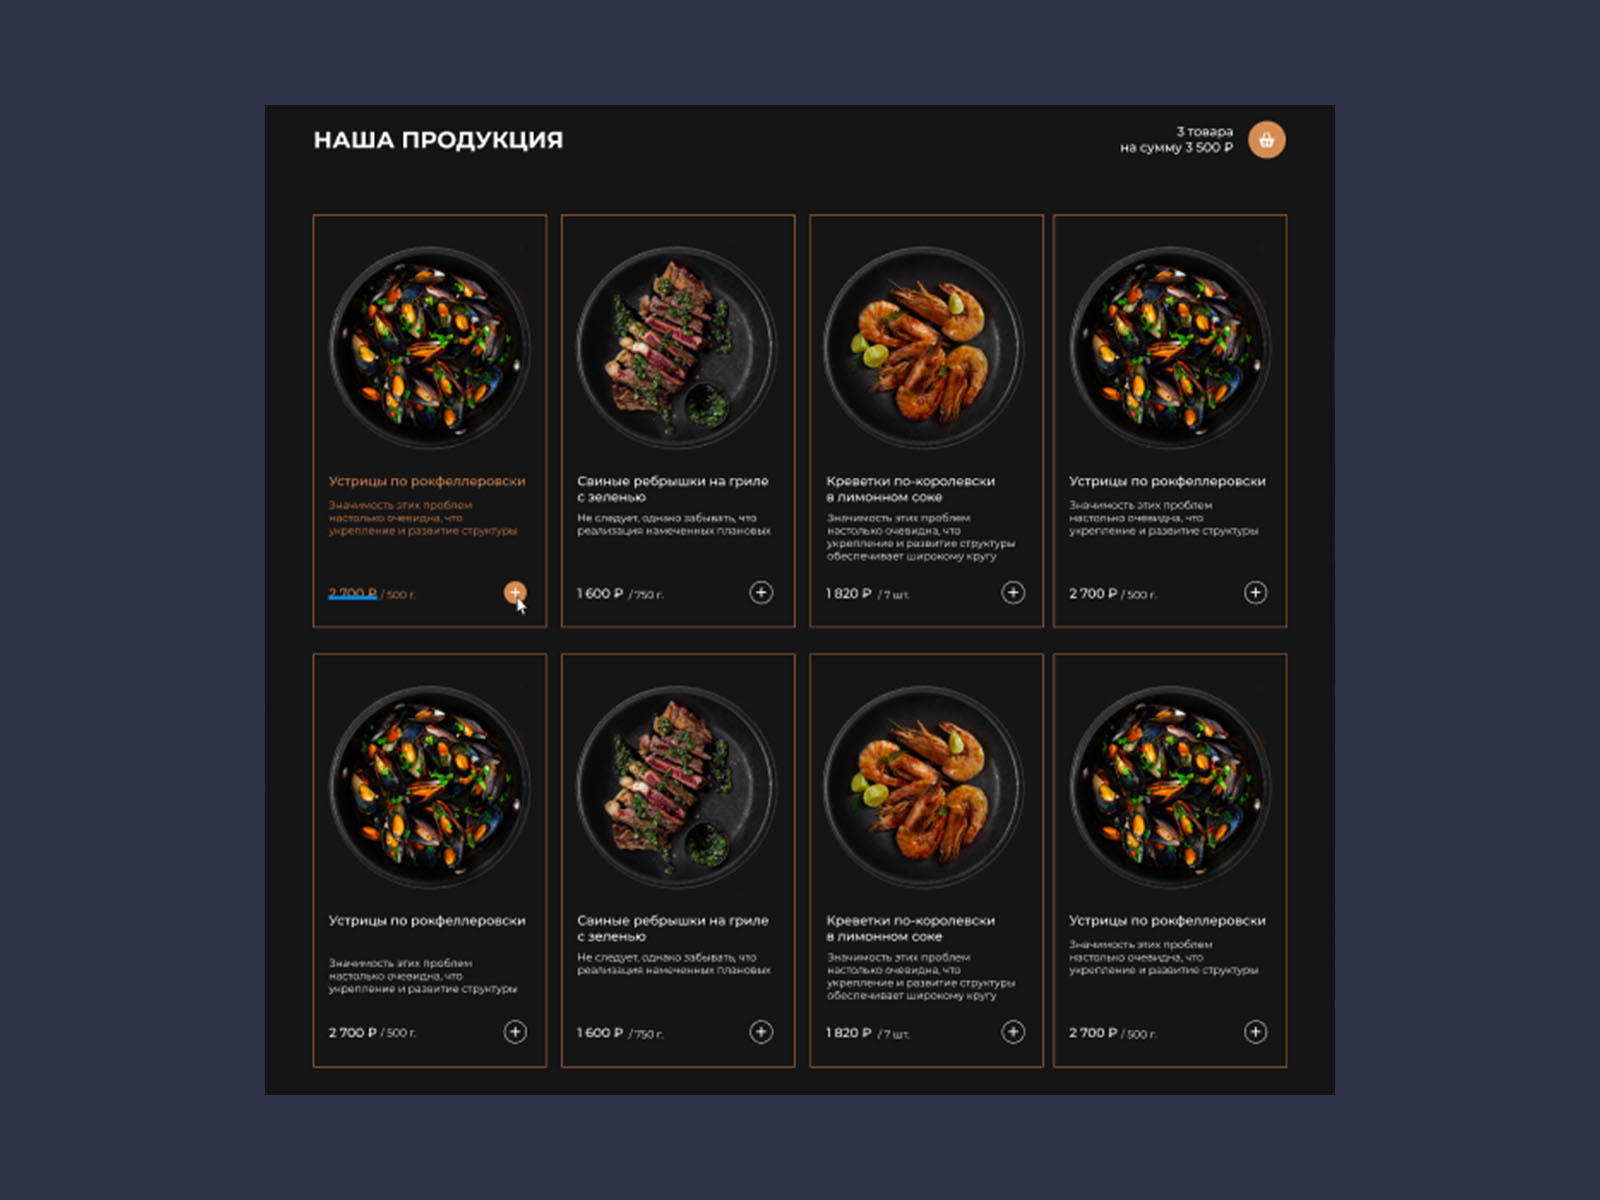 НАША ПРОДУКЦИЯ
3 товара
на сумму 3 500 ₽
Устрицы по рокфеллеровски
Значимость этих проблем
настолько очевидна, что
укрепление и развитие структуры
2 700 ₽ / 500 г.
Свиные ребрышки на гриле
с зеленью
Не следует, однако забывать, что
реализация намеченных плановых
1 600 ₽ / 750 г.
Креветки по-королевски
в лимонном соке
Значимость этих проблем
настолько очевидна, что
укрепление и развитие структуры
обеспечивает широкому кругу
1 820 ₽ / 7 шт.
Устрицы по рокфеллеровски
Значимость этих проблем
настолько очевидна, что
укрепление и развитие структуры
2 700 ₽ / 500 г.
Устрицы по рокфеллеровски
Значимость этих проблем
настолько очевидна, что
укрепление и развитие структуры
2 700 ₽ / 500 г.
Свиные ребрышки на гриле
с зеленью
Не следует, однако забывать, что
реализация намеченных плановых
1 600 ₽ / 750 г.
Креветки по-королевски
в лимонном соке
Значимость этих проблем
настолько очевидна, что
укрепление и развитие структуры
обеспечивает широкому кругу
1 820 ₽ / 7 шт.
Устрицы по рокфеллеровски
Значимость этих проблем
настолько очевидна, что
укрепление и развитие структуры
2 700 ₽ / 500 г.